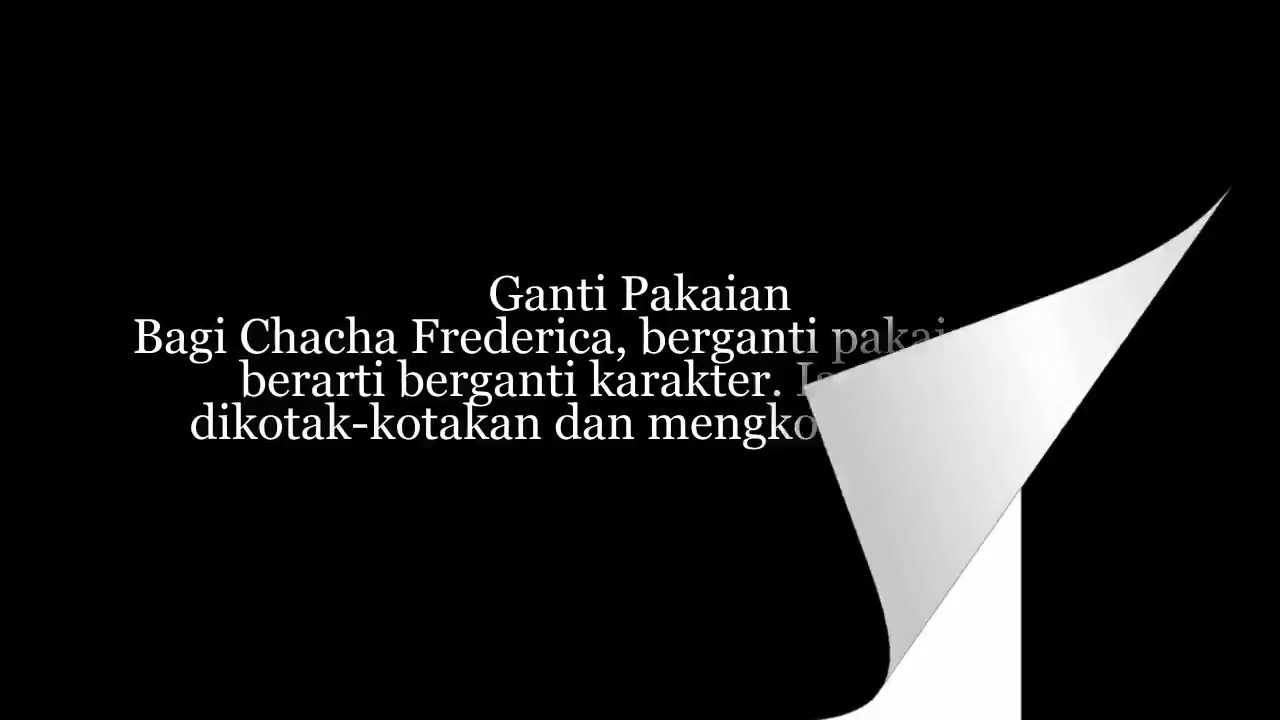 Ganti Pakaian
Bagi Chacha Frederica, berganti
berarti berganti karakter.
dikotak-kotakan dan